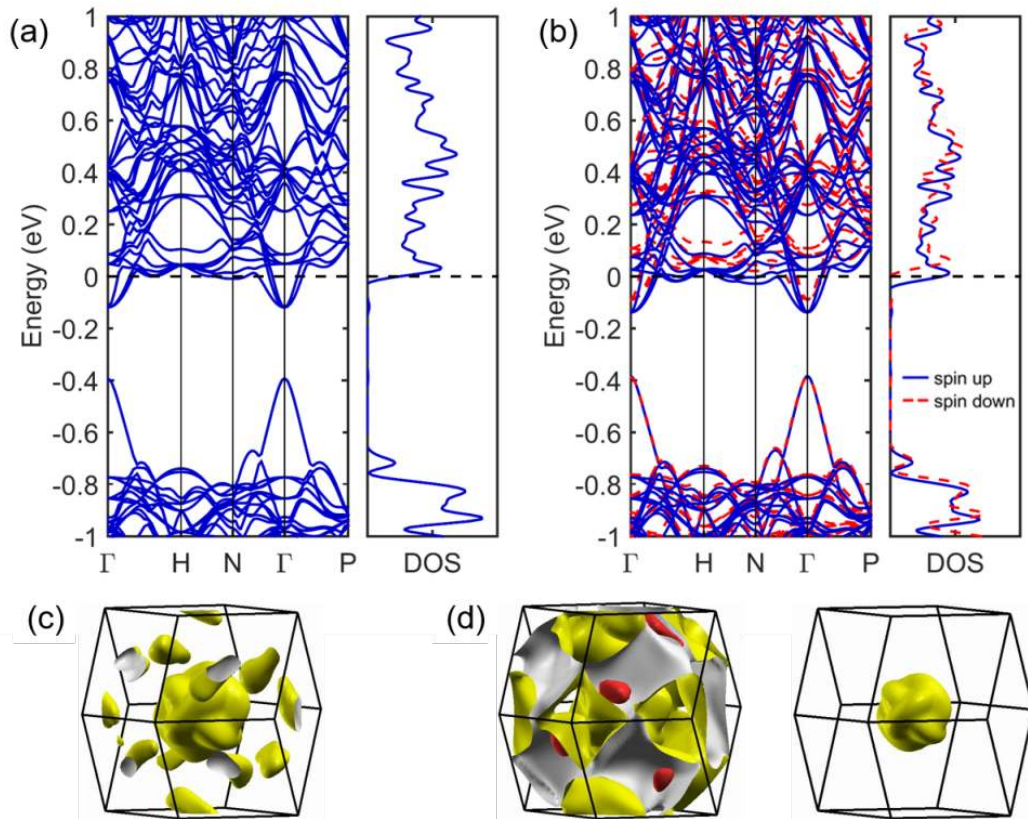 (a)
Energy (eV)
1
0.8
0.6
0.4
0.2
0
-0.2
-0.4
-0.6
-0.8
-1
Γ H N Γ P
DOS
(b)
Energy (eV)
1
0.8
0.6
0.4
0.2
0
-0.2
-0.4
-0.6
-0.8
-1
Γ H N Γ P
spin up
spin down
DOS
(c)
(d)